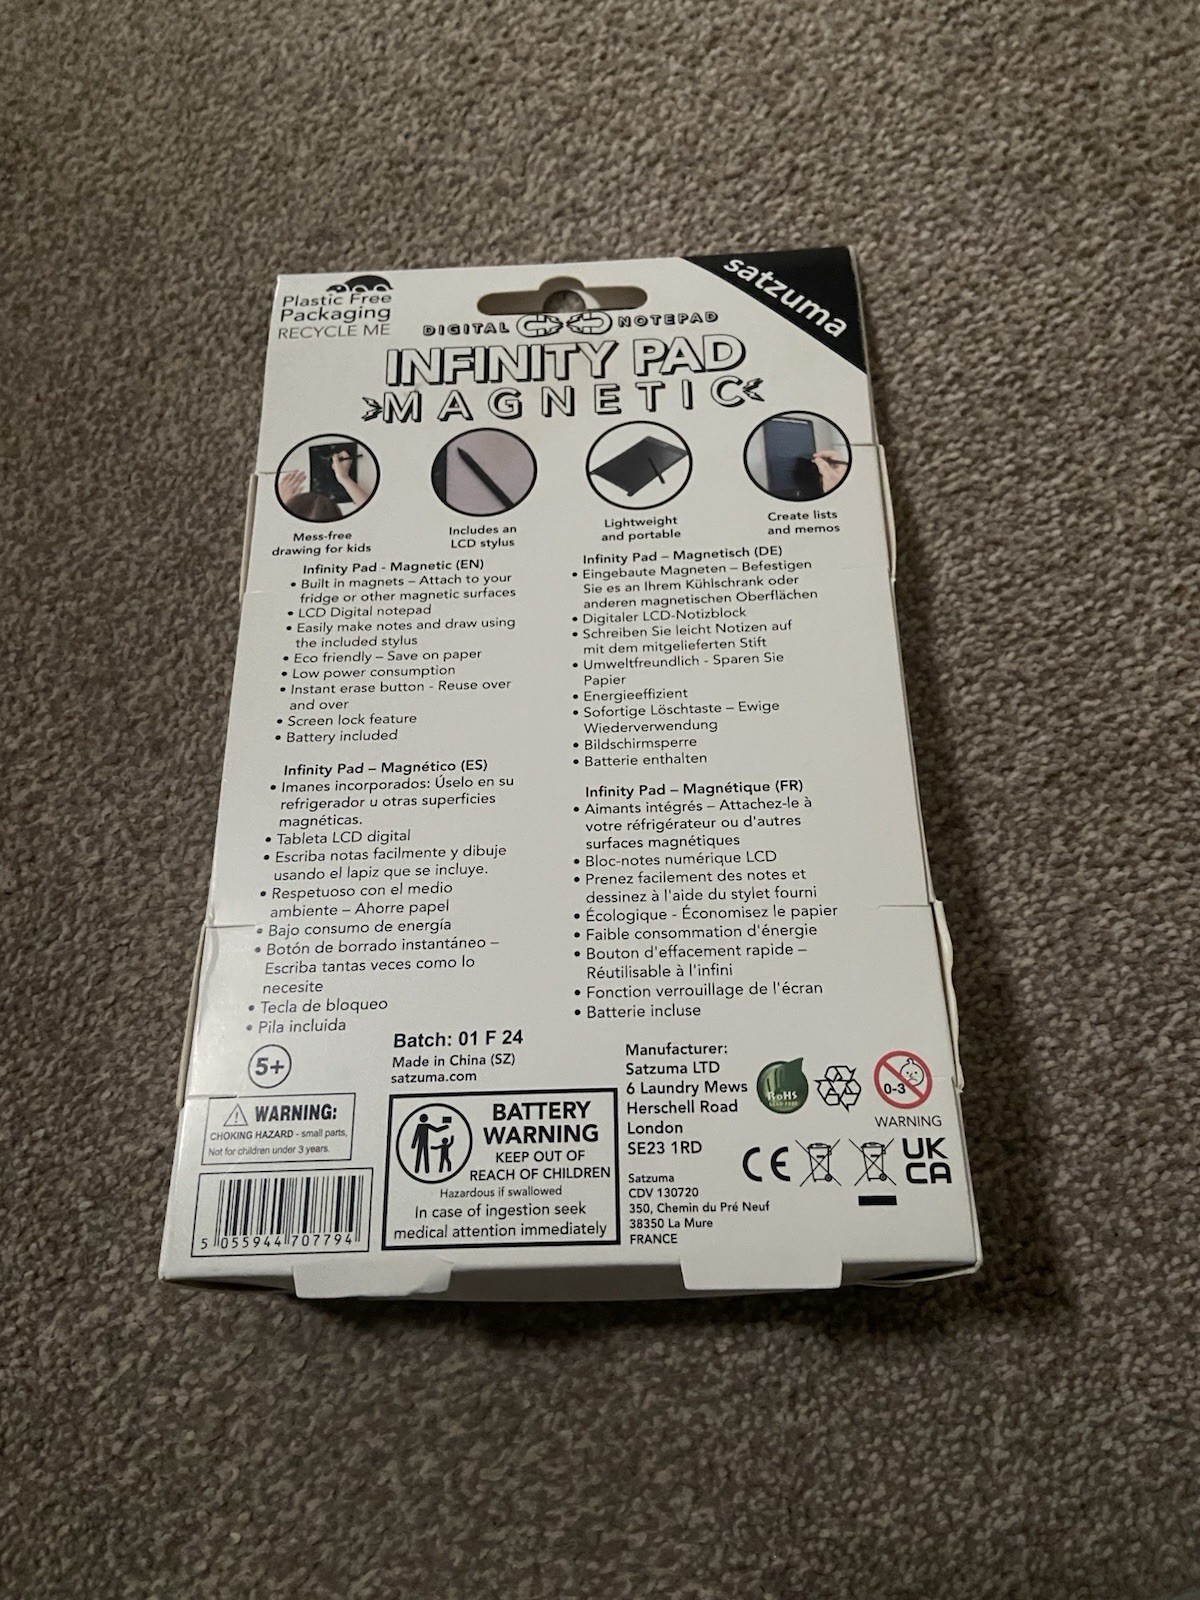 Plastic Free
Packaging
RECYCLE ME
satzuma
DIGITAL NOTEPAD
INFINITY PAD
MAGNETIC
Mess-free
drawing for kids
Includes an
LCD stylus
Lightweight
and portable
Create lists
and memos
Infinity Pad - Magnetic (EN)
• Built in magnets – Attach to your
fridge or other magnetic surfaces
• LCD Digital notepad
• Easily make notes and draw using
the included stylus
• Eco friendly – Save on paper
• Low power consumption
• Instant erase button - Reuse over
and over
• Screen lock feature
• Battery included
Infinity Pad – Magnético (ES)
• Imanes incorporados: Úselo en su
refrigerador u otras superficies
magnéticas.
• Tableta LCD digital
• Escriba notas facilmente y dibuje
usando el lapiz que se incluye.
• Respetuoso con el medio
ambiente – Ahorre papel
• Bajo consumo de energía
• Botón de borrado instantáneo –
Escriba tantas veces como lo
necesite
• Tecla de bloqueo
• Pila incluida
Infinity Pad – Magnetisch (DE)
• Eingebaute Magneten – Befestigen
Sie es an Ihrem Kühlschrank oder
anderen magnetischen Oberflächen
• Digitaler LCD-Notizblock
• Schreiben Sie leicht Notizen auf
mit dem mitgelieferten Stift
• Umweltfreundlich - Sparen Sie
Papier
• Energieeffizient
• Sofortige Löschtaste – Ewige
Wiederverwendung
• Bildschirmsperre
• Batterie enthalten
Infinity Pad – Magnétique (FR)
• Aimants intégrés – Attachez-le à
votre réfrigérateur ou d'autres
surfaces magnétiques
• Bloc-notes numérique LCD
• Prenez facilement des notes et
dessinez à l'aide du stylet fourni
• Écologique - Économisez le papier
• Faible consommation d'énergie
• Bouton d'effacement rapide –
Réutilisable à l'infini
• Fonction verrouillage de l'écran
• Batterie incluse
5+
Batch: 01 F 24
Made in China (SZ)
satzuma.com
WARNING:
CHOKING HAZARD - small parts,
Not for children under 3 years.
5 055944 707794
BATTERY
WARNING
KEEP OUT OF
REACH OF CHILDREN
Hazardous if swallowed
In case of ingestion seek
medical attention immediately
Manufacturer:
Satzuma LTD
6 Laundry Mews
Herschell Road
London
SE23 1RD
Satzuma
CDV 130720
350, Chemin du Pré Neuf
38350 La Mure
FRANCE
RoHS
0-3
WARNING
CE
UK
CA